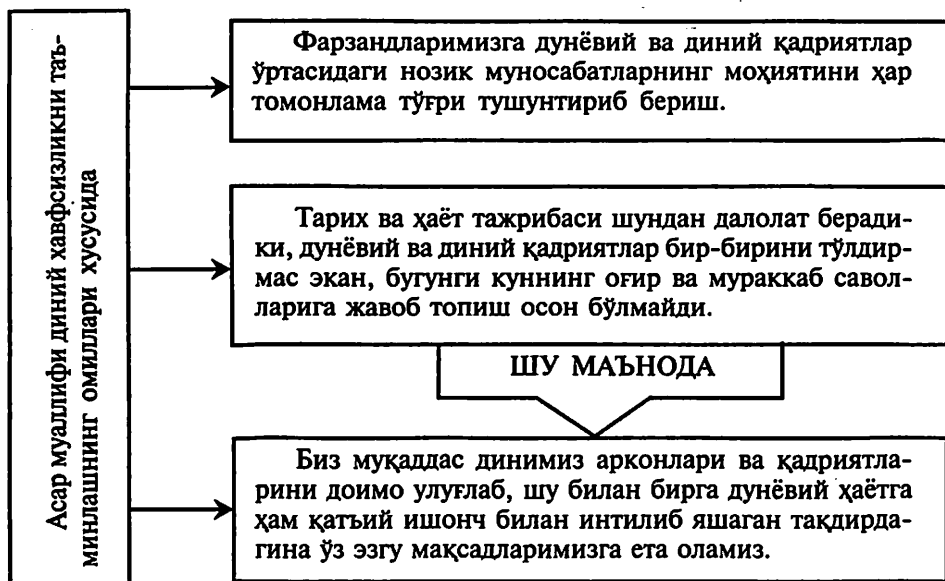 Асар муаллифи диний хавфсизликни таъ-
минлашнинг омиллари хусусида
Фарзандларимизга дунёвий ва диний қадриятлар
ўртасидаги нозик муносабатларнинг моҳиятини ҳар
томонлама тўғри тушунтириб бериш.
Тарих ва ҳаёт тажрибаси шундан далолат беради-
ки, дунёвий ва диний қадриятлар бир-бирини тўлдир-
мас экан, бугунги куннинг оғир ва мураккаб савол-
ларига жавоб топиш осон бўлмайди.
ШУ МАЪНОДА
Биз муқаддас динимиз арконлари ва қадриятла-
рини доимо улуғлаб, шу билан бирга дунёвий ҳаётга
ҳам қатъий ишонч билан интилиб яшаган тақдирда-
гина ўз эзгу мақсадларимизга ета оламиз.